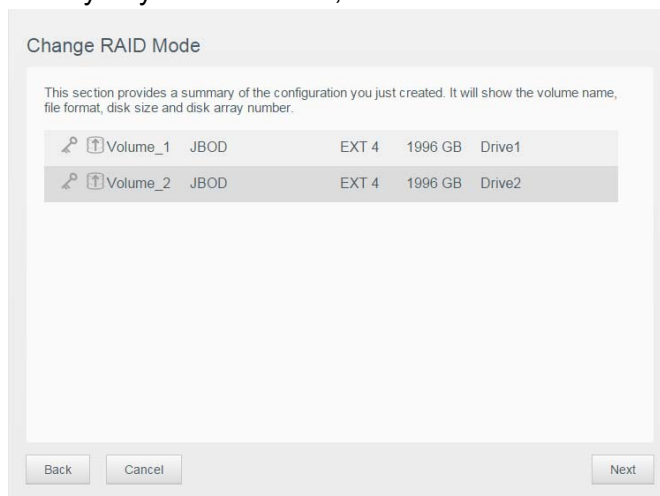 Change RAID Mode
This section provides a summary of the configuration you just created. It will show the volume name,
file format, disk size and disk array number.
Volume_1 JBOD EXT 4 1996 GB Drive1
Volume_2 JBOD EXT 4 1996 GB Drive2
Back Cancel Next